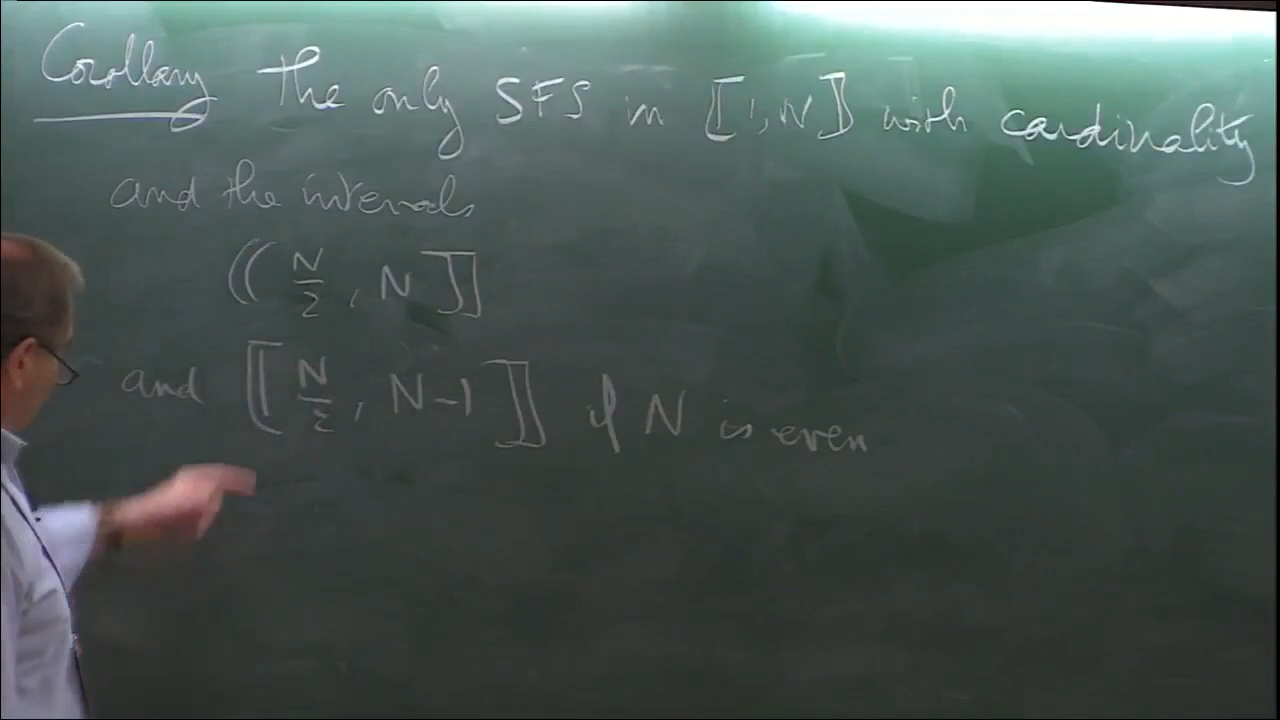 Corollary The only SFS in ⟦1, N⟧ with cardinality
and the intervals
((N/2, N⟧
and ⟦N/2, N-1⟧ if N is even